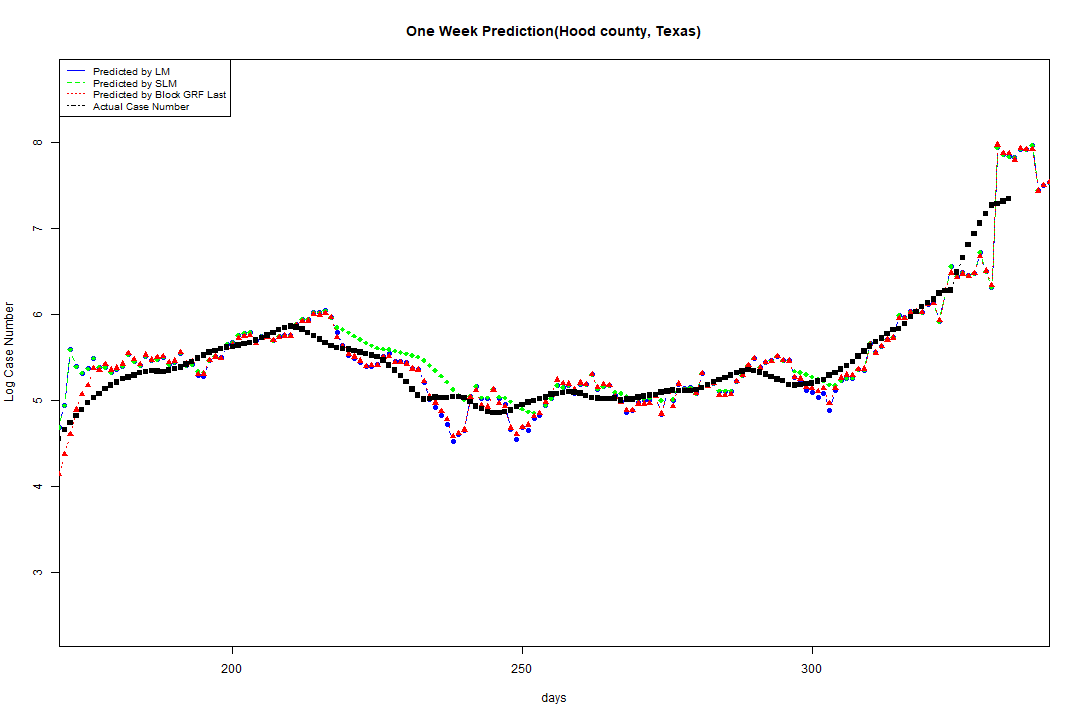 One Week Prediction(Hood county, Texas)
Predicted by LM
Predicted by SLM
Predicted by Block GRF Last
Actual Case Number
8
7
6
5
4
3
Log Case Number
200 250 300
days